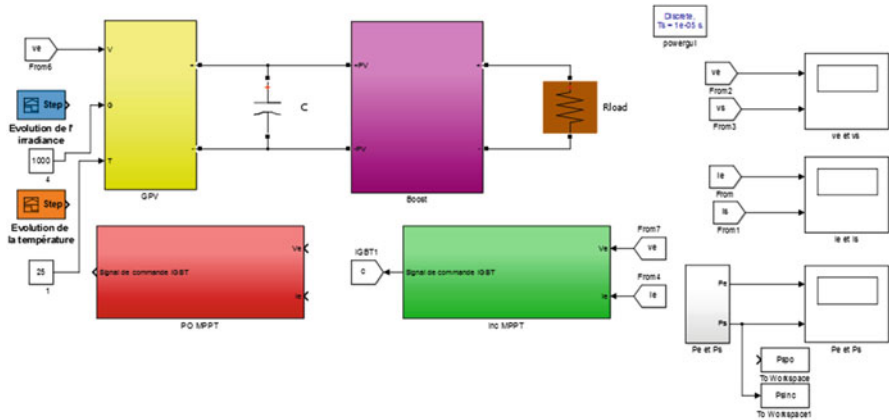 Discrete,
Ts = 1e-05 s.
powergui
ve
From6
V
G
T
+
-
GPV
C
+PV
-PV
+
-
Boost
Rload
Step
Evolution de l'
irradiance
1000
4
Step
Evolution de
la température
25
1
Signal de commande IGBT
Ve
Ie
PO MPPT
IGBT1
c
Signal de commande IGBT
Ve
Ie
Inc MPPT
From7
ve
From4
Ie
ve
From2
vs
From3
ve et vs
Ie
From
Is
From1
Ie et Is
Pe
Ps
Pe et Ps
Pe et Ps
Pspo
To Workspace
PsInc
To Workspace1